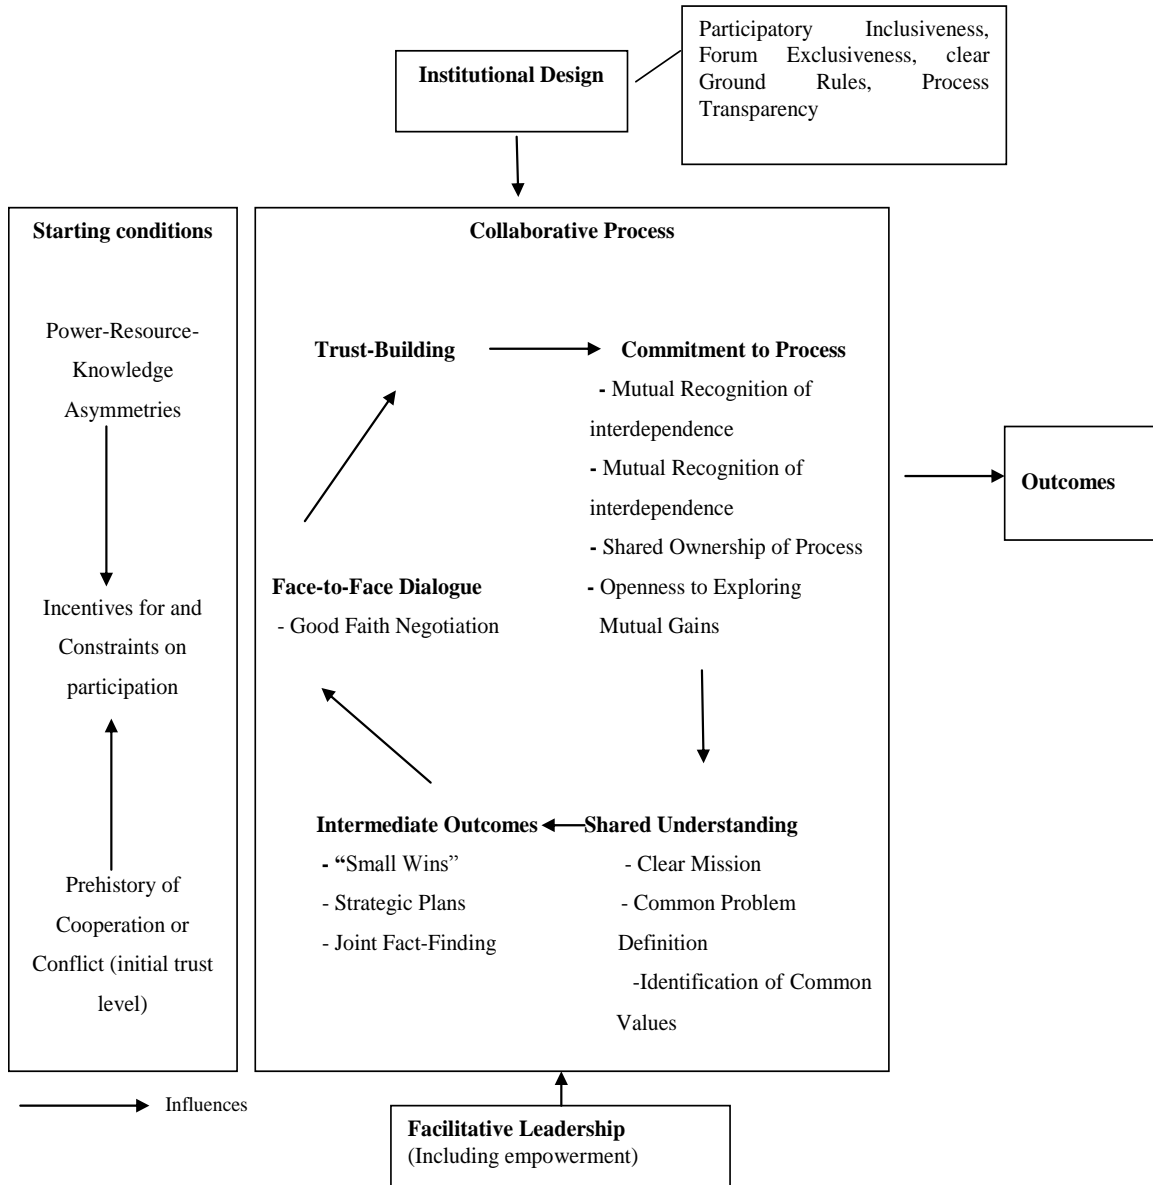 Participatory Inclusiveness,
Forum Exclusiveness, clear
Ground Rules, Process
Transparency
Institutional Design
Starting conditions
Power-Resource-
Knowledge
Asymmetries
Incentives for and
Constraints on
participation
Prehistory of
Cooperation or
Conflict (initial trust
level)
Collaborative Process
Trust-Building
Commitment to Process
- Mutual Recognition of
interdependence
- Mutual Recognition of
interdependence
- Shared Ownership of Process
- Openness to Exploring
Mutual Gains
Face-to-Face Dialogue
- Good Faith Negotiation
Intermediate Outcomes
- “Small Wins”
- Strategic Plans
- Joint Fact-Finding
Shared Understanding
- Clear Mission
- Common Problem
Definition
-Identification of Common
Values
Outcomes
Influences
Facilitative Leadership
(Including empowerment)